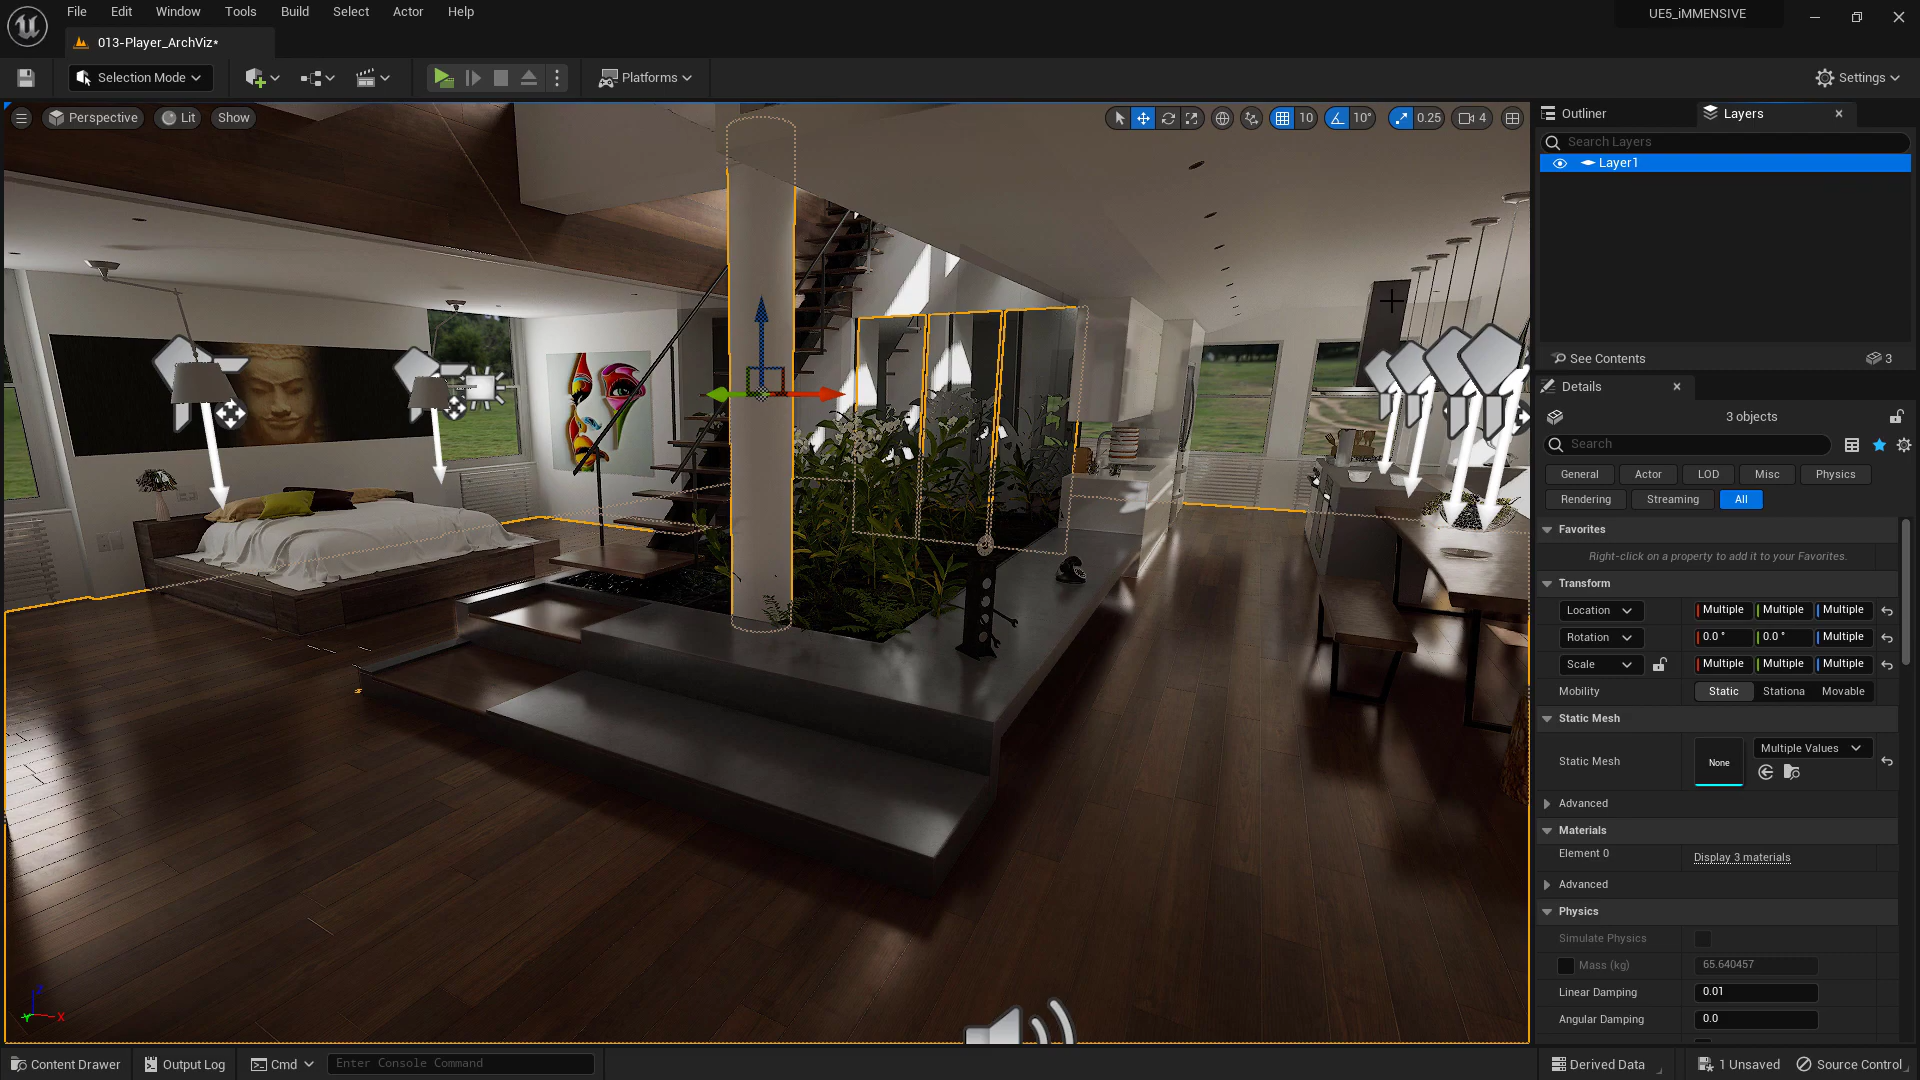 File Edit Window Tools Build Select Actor Help
UE5_iMMENSIVE
013-Player_ArchViz*
Selection Mode
Platforms
Settings
Perspective
Lit
Show
10
10°
0.25
4
Outliner
Layers
Search Layers
Layer1
See Contents
3
Details
3 objects
Search
General Actor LOD Misc Physics
Rendering Streaming All
Favorites
Right-click on a property to add it to your Favorites.
Transform
Location Multiple Multiple Multiple
Rotation 0.0 ° 0.0 ° Multiple
Scale Multiple Multiple Multiple
Mobility Static Stationa Movable
Static Mesh
Static Mesh None Multiple Values
Advanced
Materials
Element 0 Display 3 materials
Advanced
Physics
Simulate Physics
Mass (kg) 65.640457
Linear Damping 0.01
Angular Damping 0.0
Z
Y
X
Content Drawer Output Log Cmd Enter Console Command Derived Data 1 Unsaved Source Control